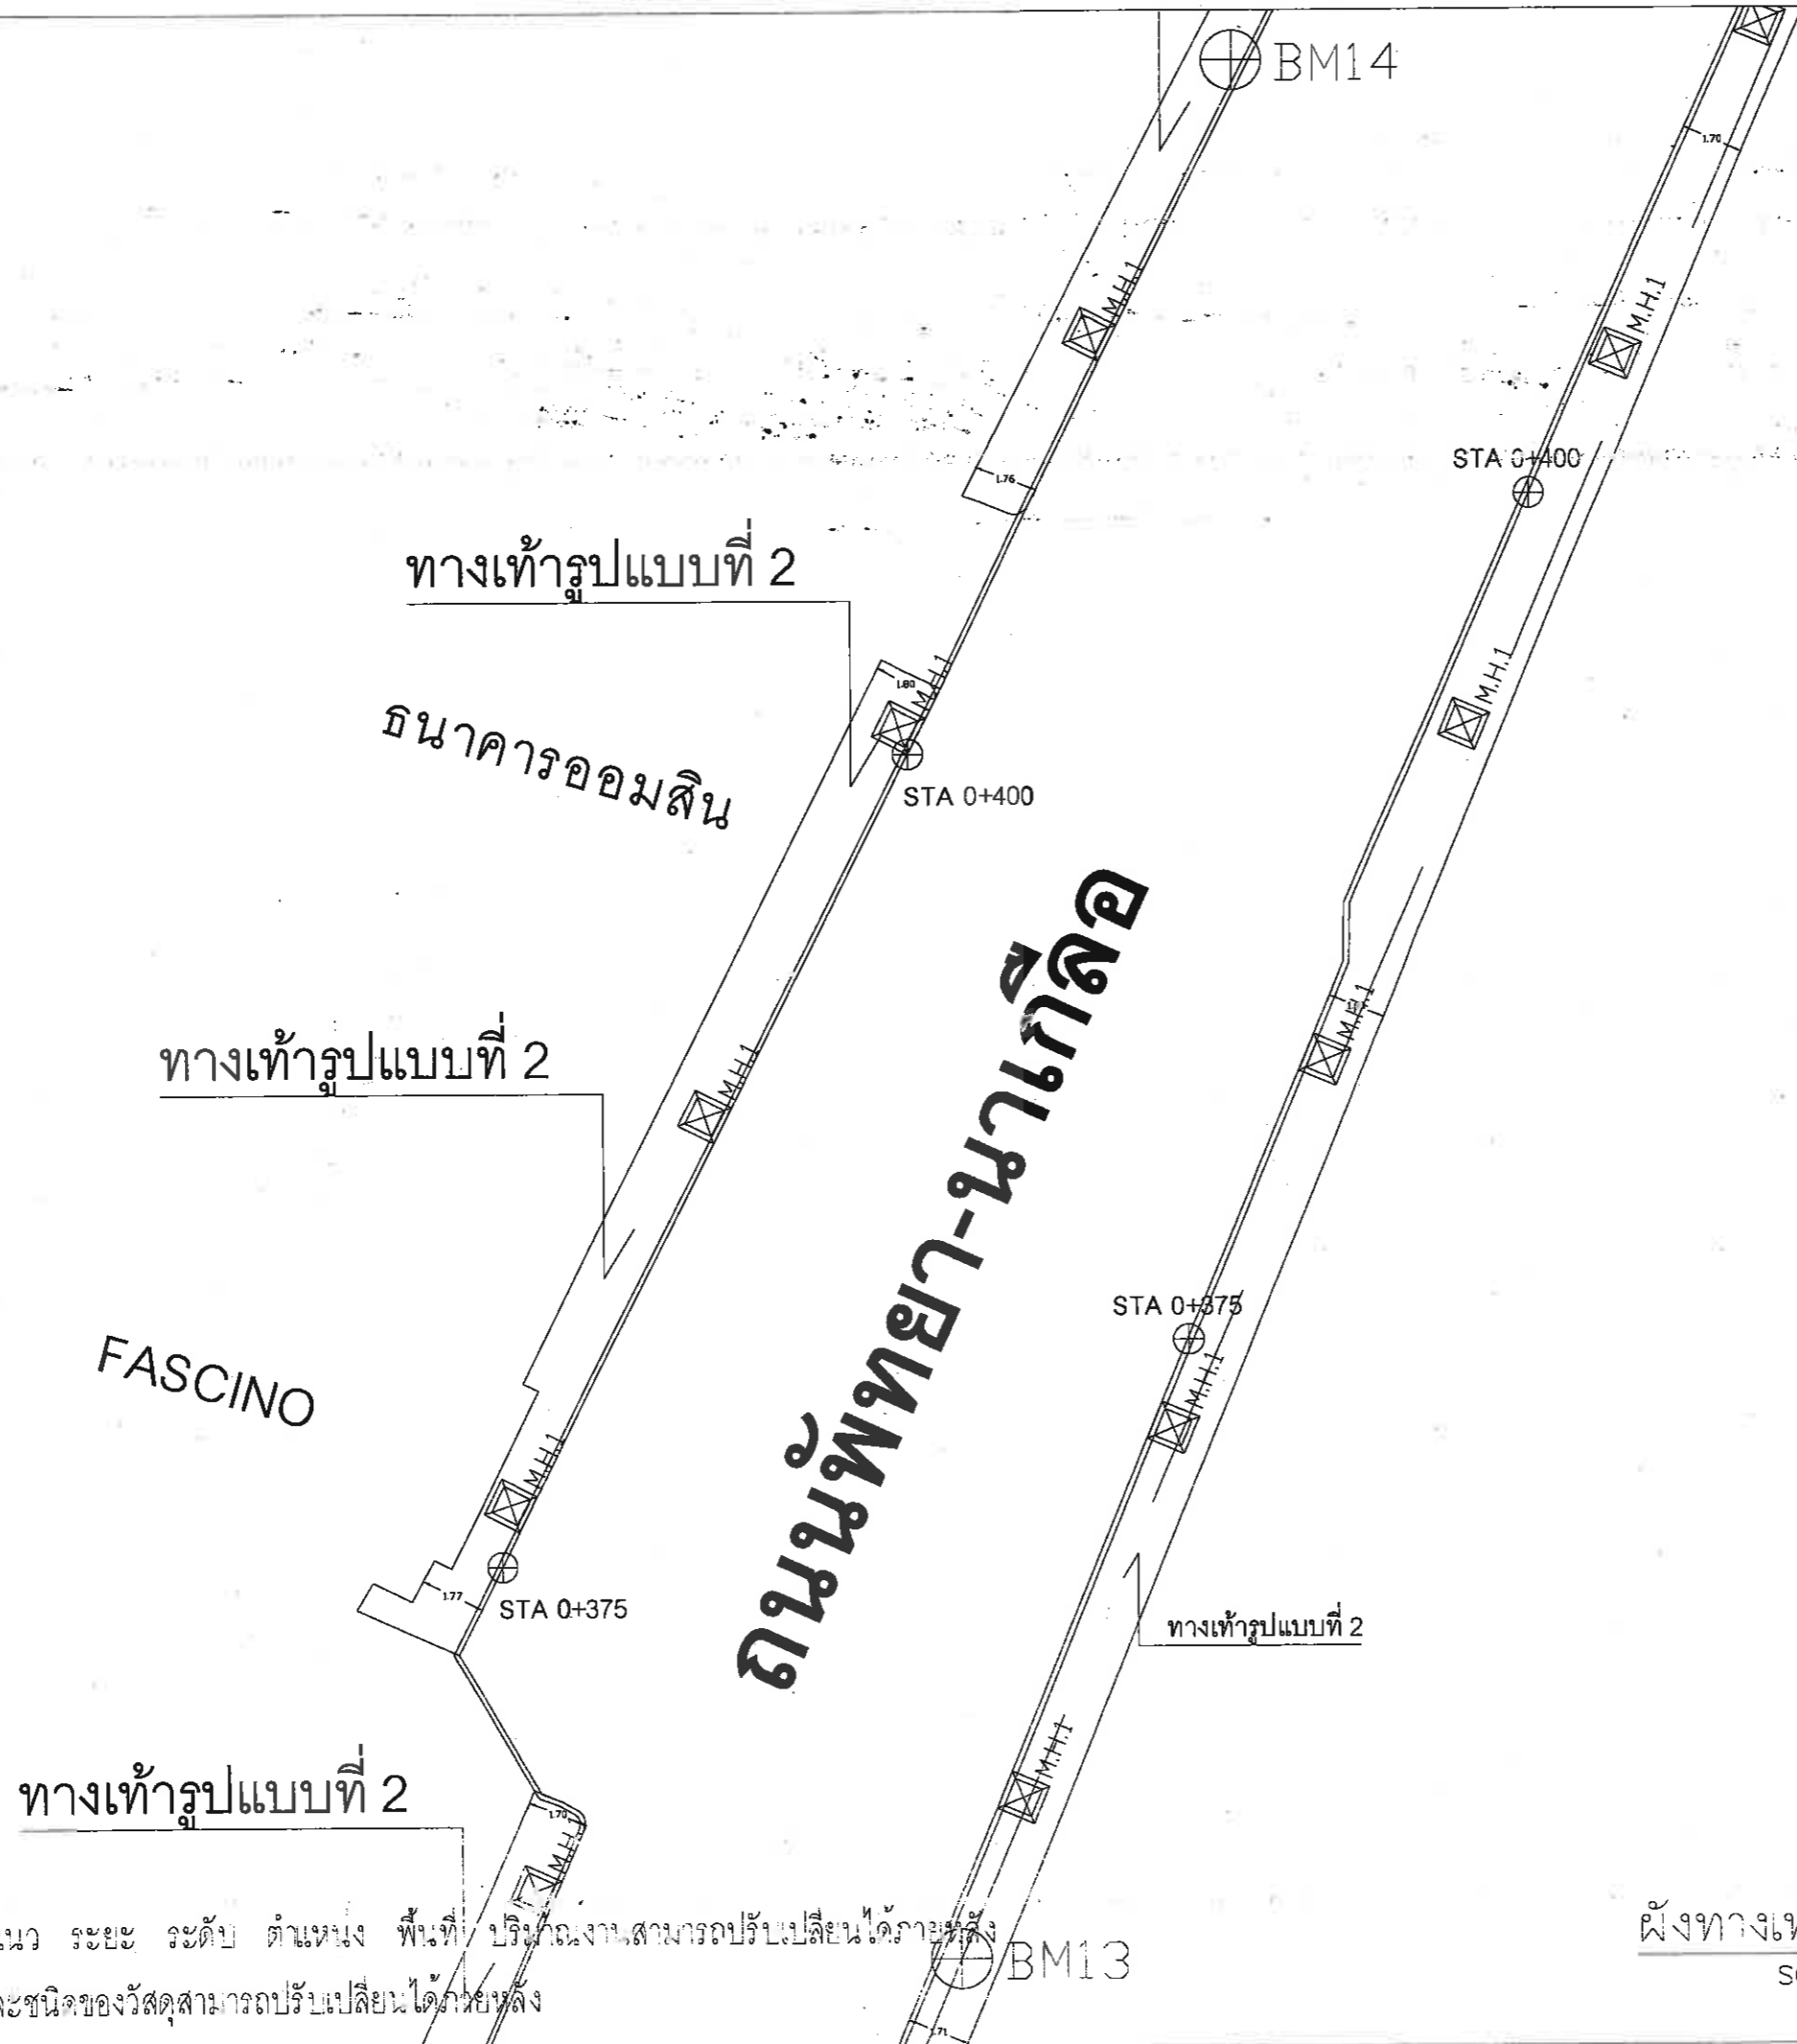 BM14
1.70
M.H.1
M.H.1
STA 0+400
1.76
ทางเท้ารูปแบบที่ 2
M.H.1
1.80
M.H.1
ธนาคารออมสิน
STA 0+400
ถนนพัทยา-นาเกลือ
M.H.1
ทางเท้ารูปแบบที่ 2
M.H.1
STA 0+375
FASCINO
M.H.1
M.H.1
1.77
STA 0+375
ทางเท้ารูปแบบที่ 2
M.H.1
ทางเท้ารูปแบบที่ 2
1.70
M.H.1
ระยะ ระดับ ตำแหน่ง พื้นที่ ปริมาณงานสามารถปรับเปลี่ยนได้ภายหลัง
BM13
ชนิดของวัสดุสามารถปรับเปลี่ยนได้ภายหลัง
1.71